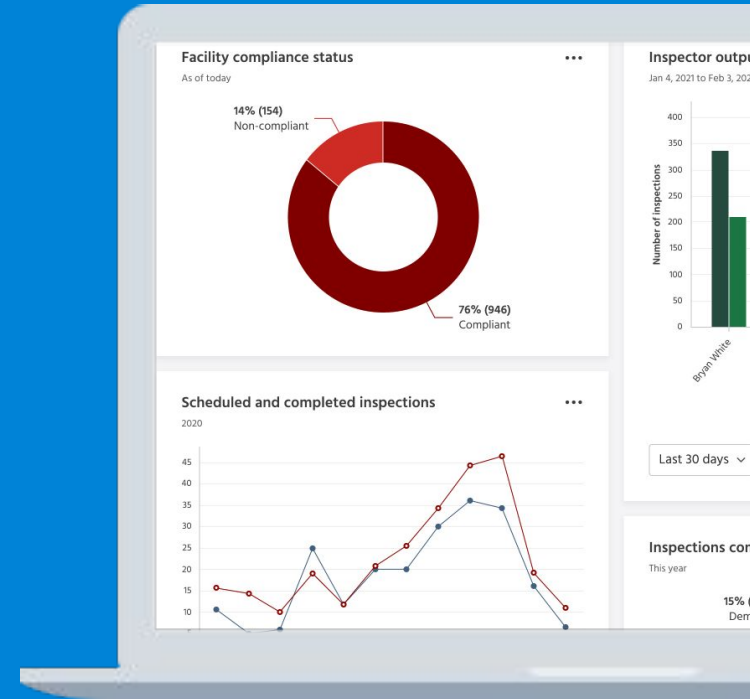 Facility compliance status
As of today
14% (154)
Non-compliant
76% (946)
Compliant
Scheduled and completed inspections
2020
45
40
35
30
25
20
15
10
Inspector outpu
Jan 4, 2021 to Feb 3, 202
Number of inspections
400
350
300
250
200
150
100
50
0
Bryan White
Last 30 days
Inspections con
This year
15% (
Dem